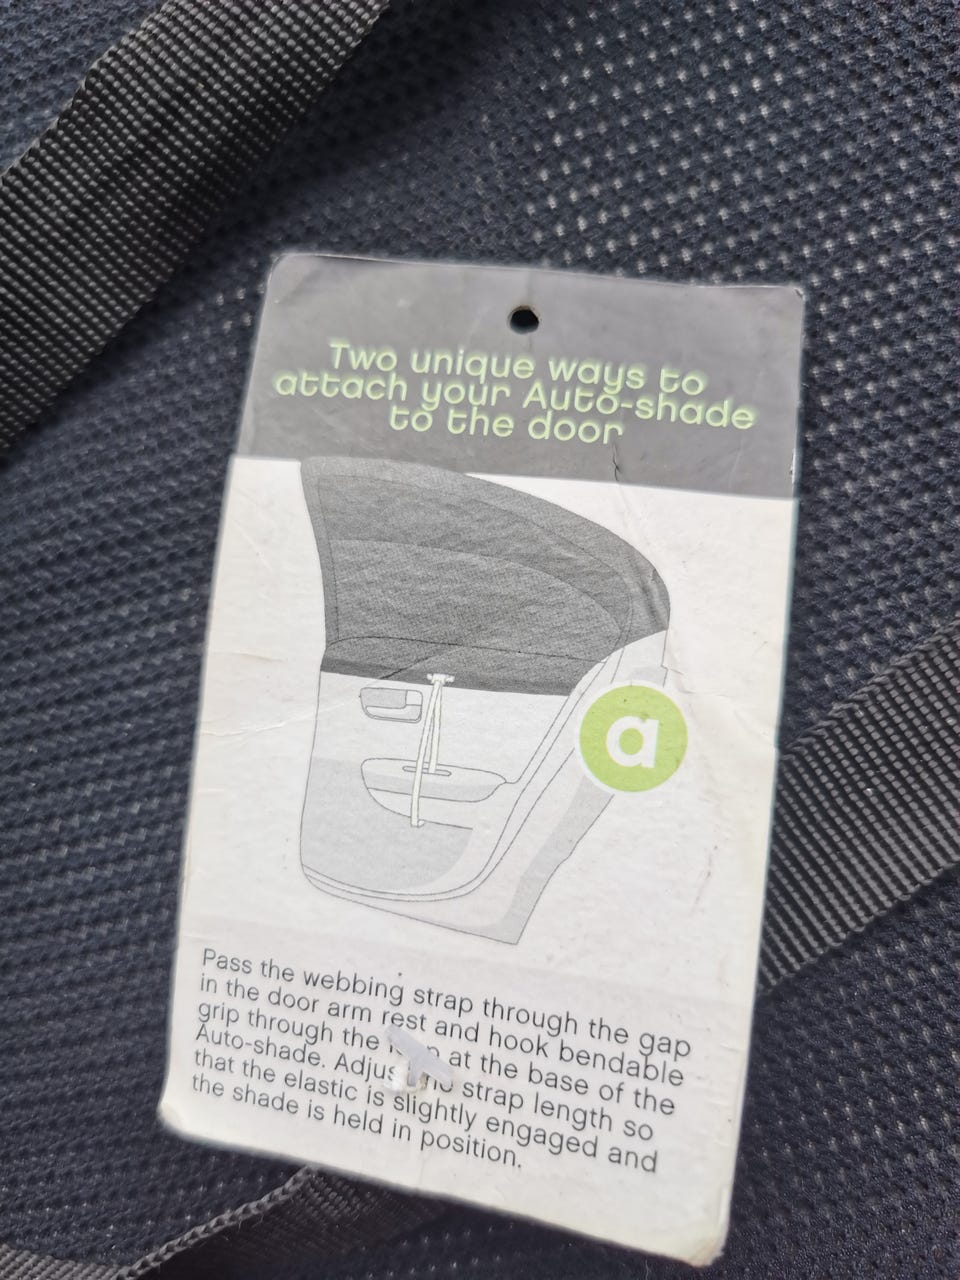 Two unique ways to
attach your Auto-shade
to the door
a
Pass the webbing strap through the gap
in the door arm rest and hook bendable
grip through the at the base of the
Auto-shade. Adjust strap length so
that the elastic is slightly engaged and
the shade is held in position.